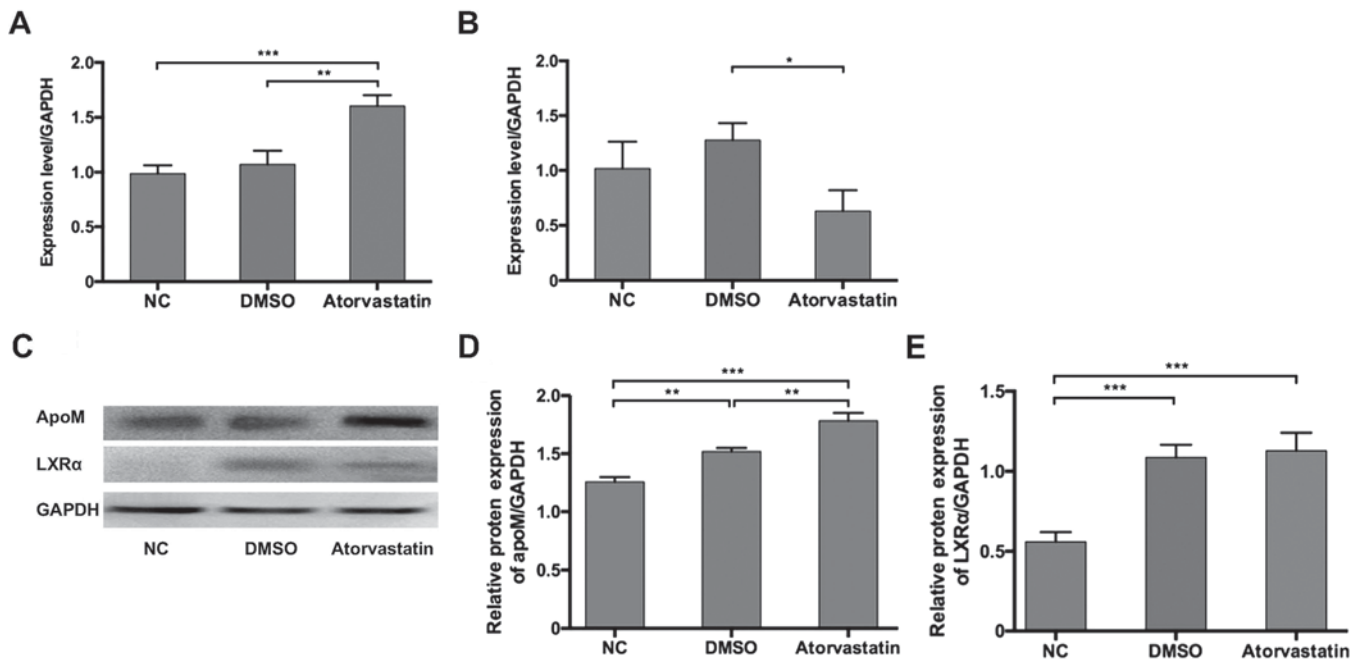 A
Expression level/GAPDH
2.0
1.5
1.0
0.5
0
***
**
NC
DMSO
Atorvastatin
B
Expression level/GAPDH
2.0
1.5
1.0
0.5
0
*
NC
DMSO
Atorvastatin
C
ApoM
LXRα
GAPDH
NC
DMSO
Atorvastatin
D
Relative proten expression
of apoM/GAPDH
2.0
1.5
1.0
0.5
0
***
**
**
NC
DMSO
Atorvastatin
E
Relative proten expression
of LXRα/GAPDH
1.5
1.0
0.5
0
***
***
NC
DMSO
Atorvastatin